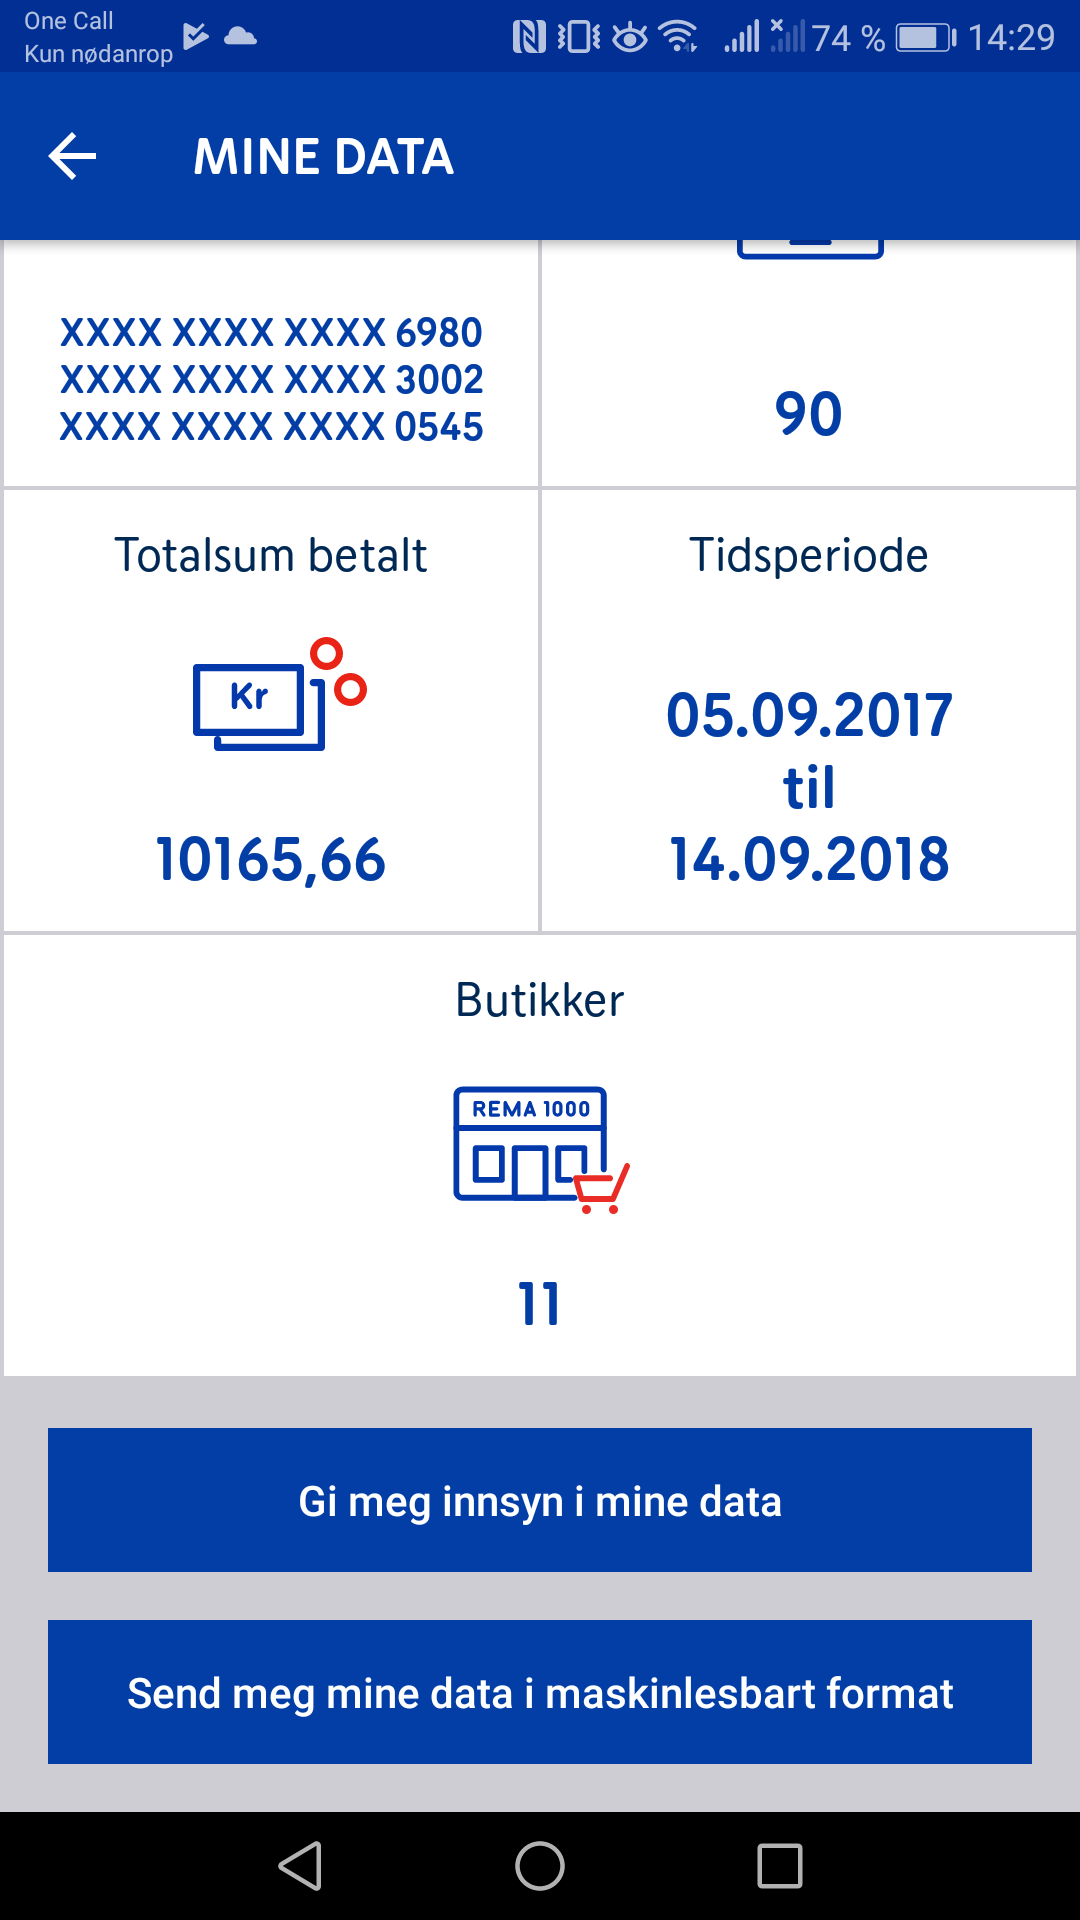 One Call
Kun nødanrop
74 %
14:29
MINE DATA
XXXX XXXX XXXX 6980
XXXX XXXX XXXX 3002
XXXX XXXX XXXX 0545
90
Totalsum betalt
Kr
10165,66
Tidsperiode
05.09.2017
til
14.09.2018
Butikker
REMA 1000
11
Gi meg innsyn i mine data
Send meg mine data i maskinlesbart format